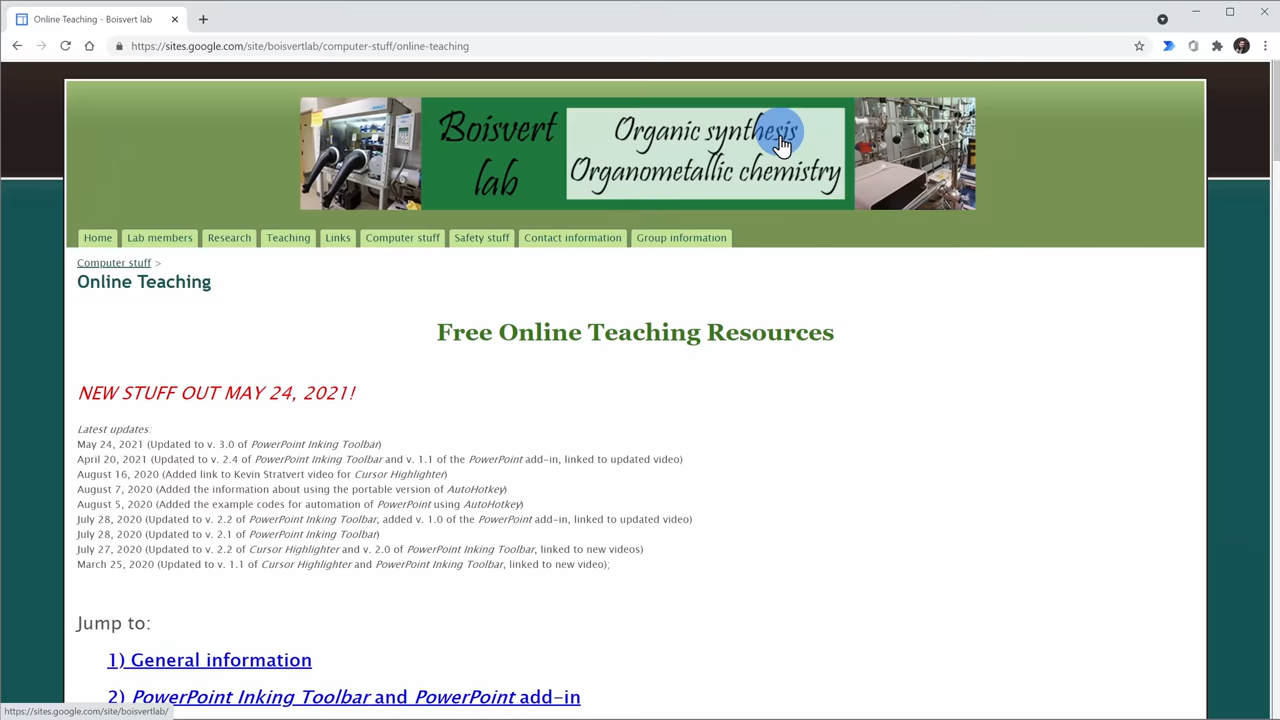 Online Teaching - Boisvert lab
https://sites.google.com/site/boisvertlab/computer-stuff/online-teaching
Boisvert
lab
Organic synthesis
Organometallic chemistry
Home
Lab members
Research
Teaching
Links
Computer stuff
Safety stuff
Contact information
Group information
Computer stuff >
Online Teaching
Free Online Teaching Resources
NEW STUFF OUT MAY 24, 2021!
Latest updates:
May 24, 2021 (Updated to v. 3.0 of PowerPoint Inking Toolbar)
April 20, 2021 (Updated to v. 2.4 of PowerPoint Inking Toolbar and v. 1.1 of the PowerPoint add-in, linked to updated video)
August 16, 2020 (Added link to Kevin Stratvert video for Cursor Highlighter)
August 7, 2020 (Added the information about using the portable version of AutoHotkey)
August 5, 2020 (Added the example codes for automation of PowerPoint using AutoHotkey)
July 28, 2020 (Updated to v. 2.2 of PowerPoint Inking Toolbar, added v. 1.0 of the PowerPoint add-in, linked to updated video)
July 28, 2020 (Updated to v. 2.1 of PowerPoint Inking Toolbar)
July 27, 2020 (Updated to v. 2.2 of Cursor Highlighter and v. 2.0 of PowerPoint Inking Toolbar, linked to new videos)
March 25, 2020 (Updated to v. 1.1 of Cursor Highlighter and PowerPoint Inking Toolbar, linked to new video);
Jump to:
1) General information
2) PowerPoint Inking Toolbar and PowerPoint add-in
https://sites.google.com/site/boisvertlab/